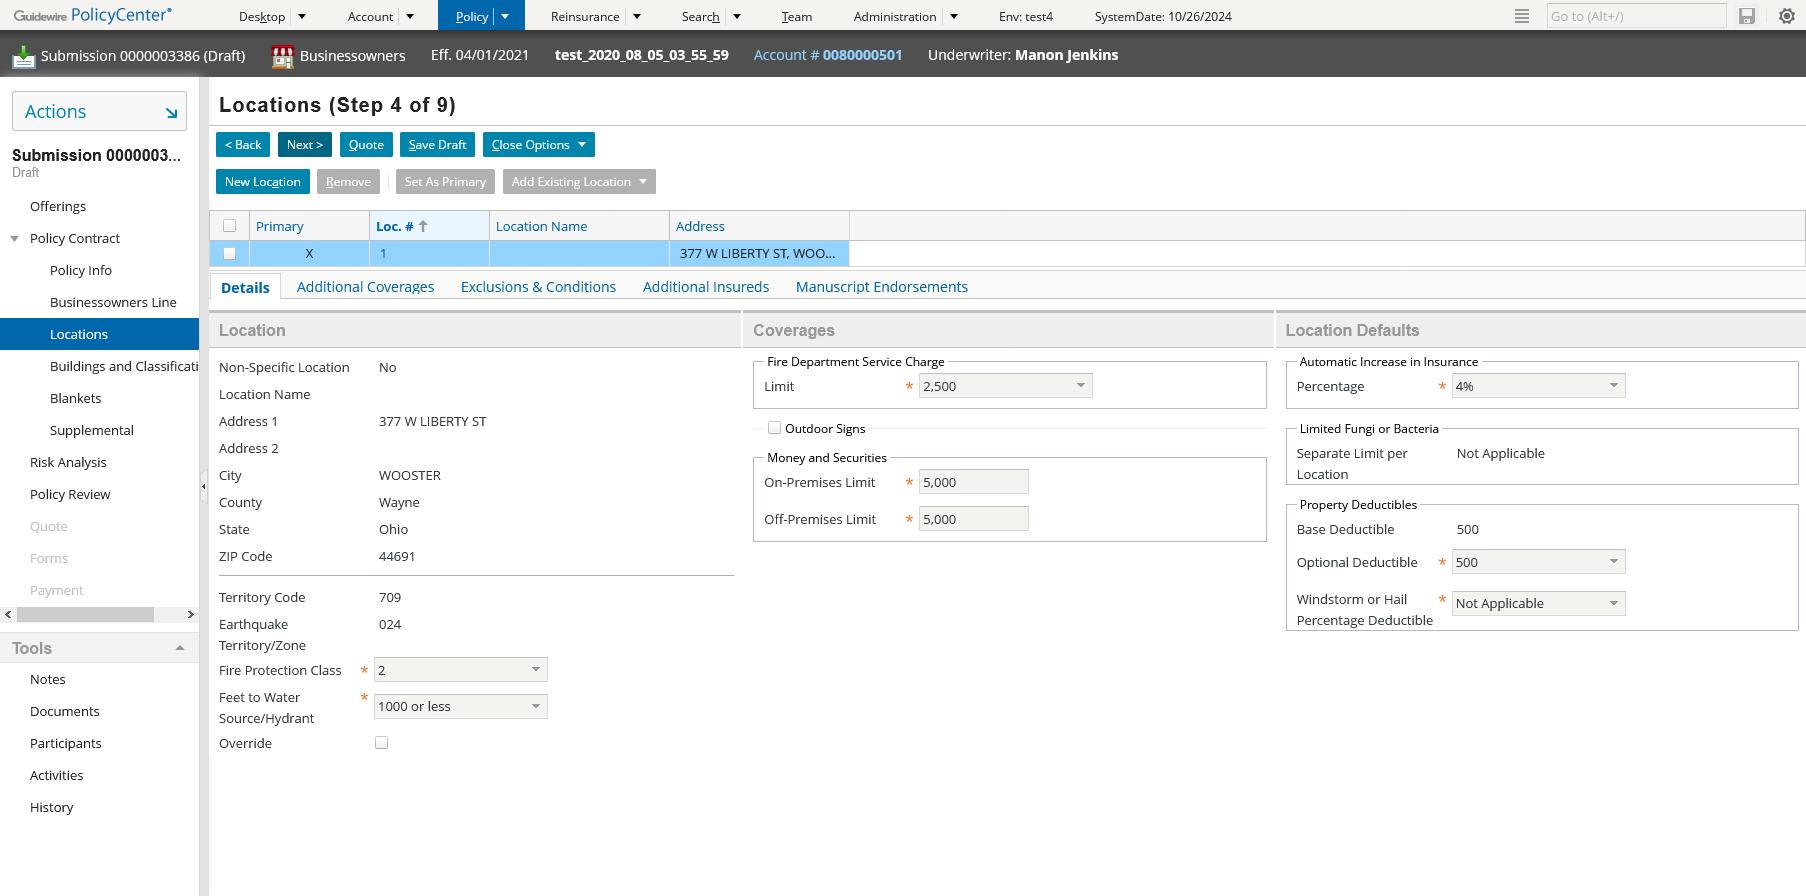 Guidewire PolicyCenter®
Desktop
Account
Policy
Reinsurance
Search
Team
Administration
Env: test4
SystemDate: 10/26/2024
Go to (Alt+/)
Submission 0000003386 (Draft)
Businessowners
Eff. 04/01/2021
test_2020_08_05_03_55_59
Account # 0080000501
Underwriter: Manon Jenkins
Actions
Submission 0000003...
Draft
Offerings
Policy Contract
Policy Info
Businessowners Line
Locations
Buildings and Classificati
Blankets
Supplemental
Risk Analysis
Policy Review
Quote
Forms
Payment
Tools
Notes
Documents
Participants
Activities
History
Locations (Step 4 of 9)
< Back
Next >
Quote
Save Draft
Close Options
New Location
Remove
Set As Primary
Add Existing Location
Primary
Loc. #
Location Name
Address
X
1
377 W LIBERTY ST, WOO...
Details
Additional Coverages
Exclusions & Conditions
Additional Insureds
Manuscript Endorsements
Location
Non-Specific Location No
Location Name
Address 1 377 W LIBERTY ST
Address 2
City WOOSTER
County Wayne
State Ohio
ZIP Code 44691
Territory Code 709
Earthquake 024
Territory/Zone
Fire Protection Class * 2
Feet to Water * 1000 or less
Source/Hydrant
Override
Coverages
Fire Department Service Charge
Limit * 2,500
Outdoor Signs
Money and Securities
On-Premises Limit * 5,000
Off-Premises Limit * 5,000
Location Defaults
Automatic Increase in Insurance
Percentage * 4%
Limited Fungi or Bacteria
Separate Limit per Not Applicable
Location
Property Deductibles
Base Deductible 500
Optional Deductible * 500
Windstorm or Hail * Not Applicable
Percentage Deductible